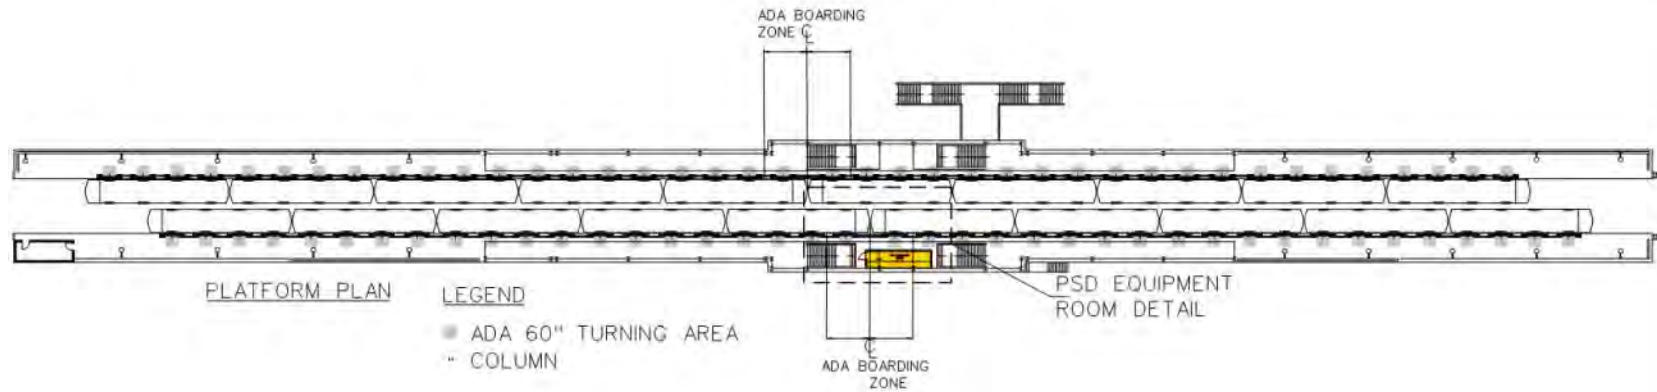 ADA BOARDING
ZONE ℄
PLATFORM PLAN
LEGEND
ADA 60" TURNING AREA
COLUMN
PSD EQUIPMENT
ROOM DETAIL
℄
ADA BOARDING
ZONE